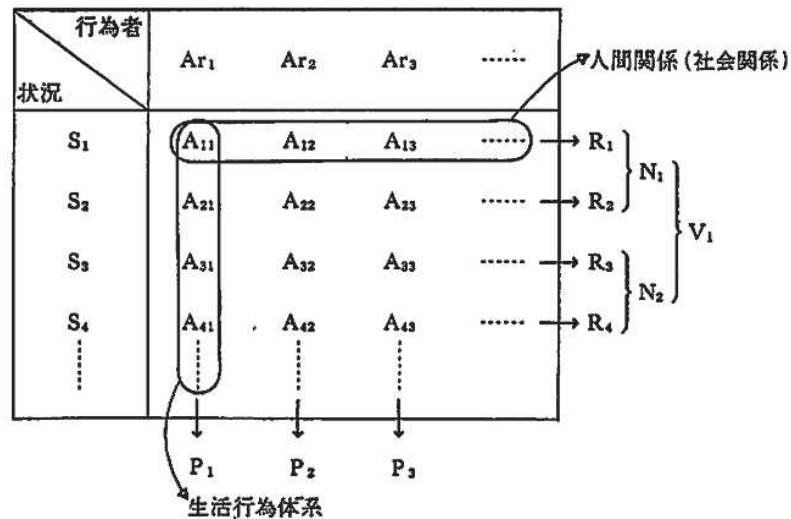 行為者
状況
Ar₁ Ar₂ Ar₃ ……
人間関係(社会関係)
S₁ A₁₁ A₁₂ A₁₃ …… → R₁
N₁
S₂ A₂₁ A₂₂ A₂₃ …… → R₂
V₁
S₃ A₃₁ A₃₂ A₃₃ …… → R₃
N₂
S₄ A₄₁ A₄₂ A₄₃ …… → R₄
P₁ P₂ P₃
生活行為体系